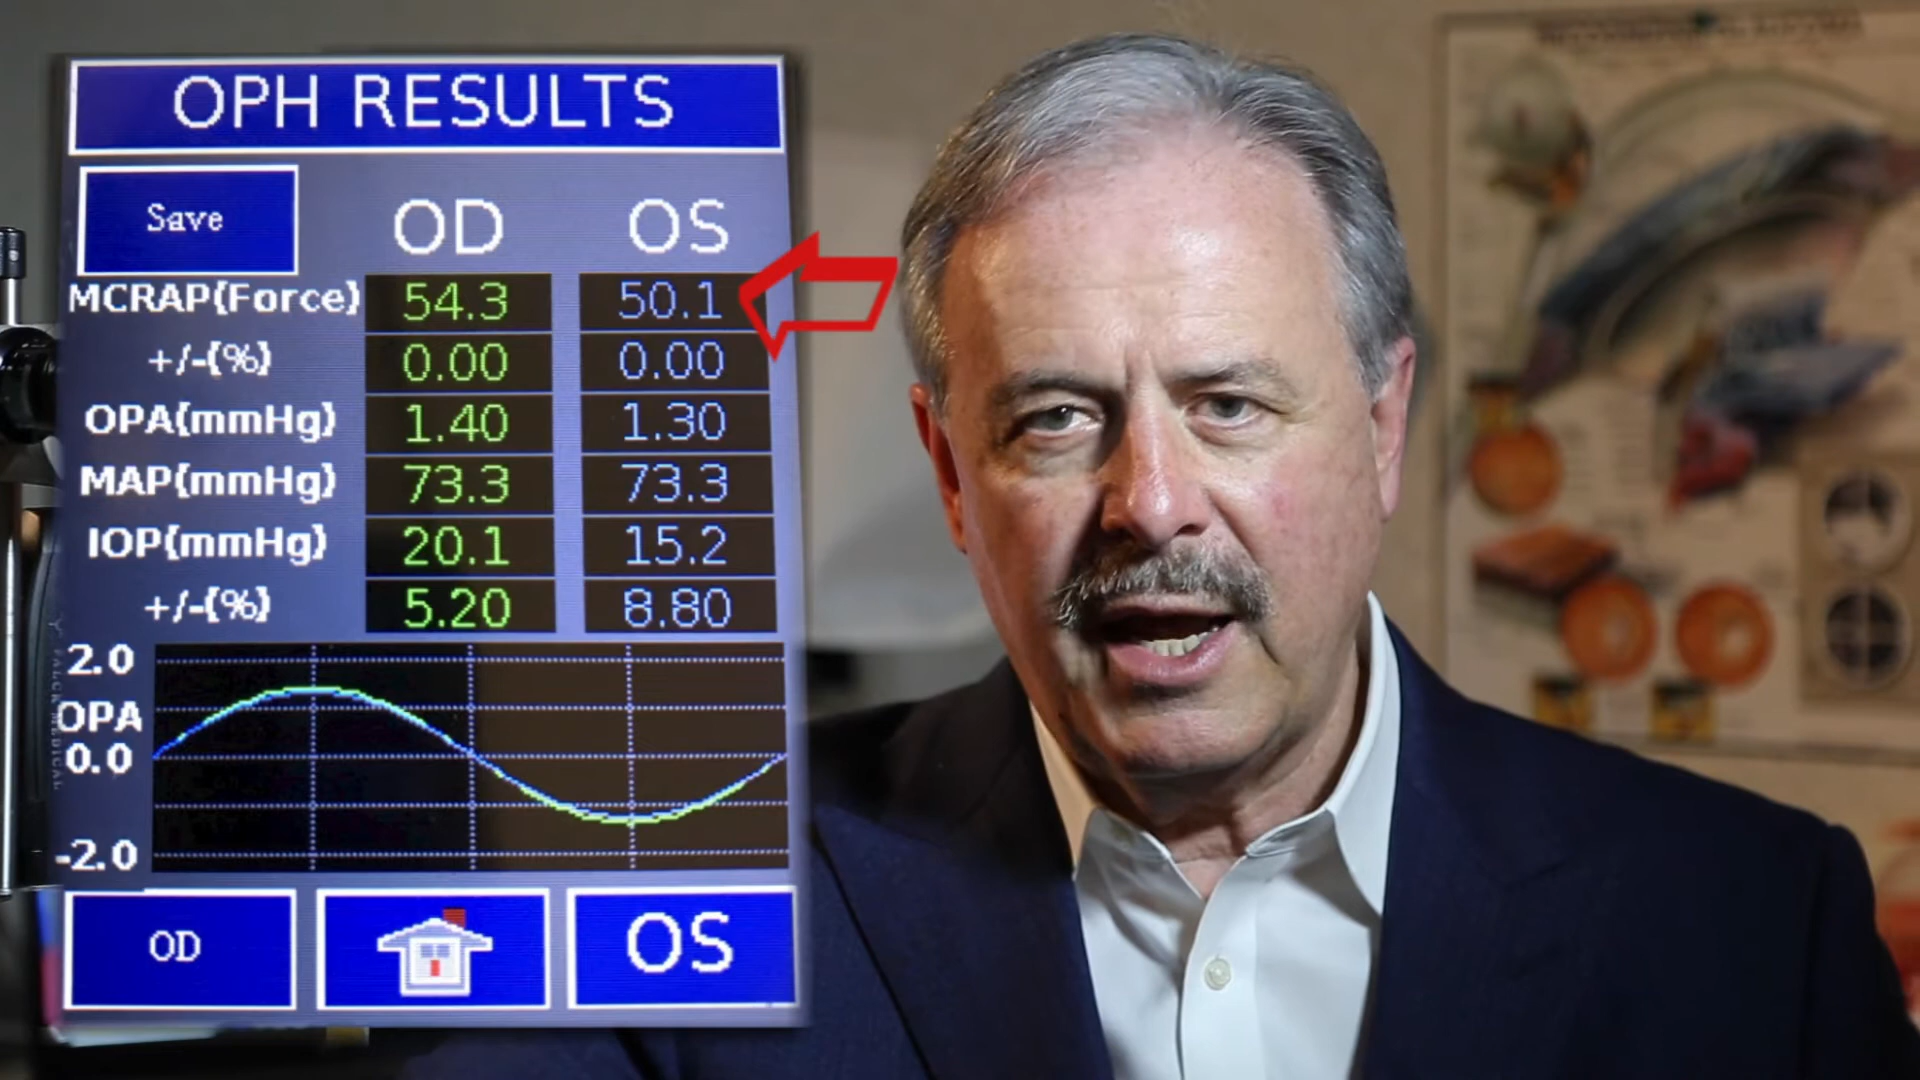 OPH RESULTS
Save OD OS
MCRAP{Force} 54.3 50.1
+/-{%} 0.00 0.00
OPA{mmHg} 1.40 1.30
MAP{mmHg} 73.3 73.3
IOP{mmHg} 20.1 15.2
+/-{%} 5.20 8.80
2.0
OPA
0.0
-2.0
OD OS